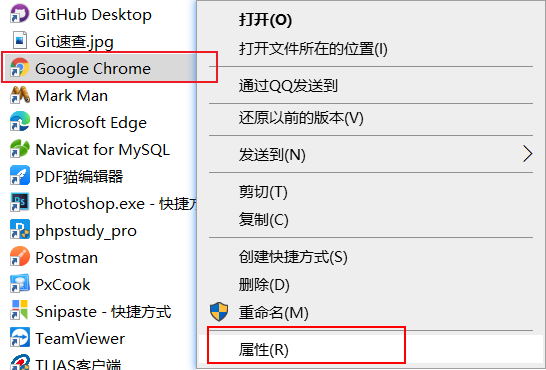 GitHub Desktop
Git速查.jpg
Google Chrome
Mark Man
Microsoft Edge
Navicat for MySQL
PDF猫编辑器
Photoshop.exe - 快捷方
phpstudy_pro
Postman
PxCook
Snipaste - 快捷方式
TeamViewer
TLIAS客户端
打开(O)
打开文件所在的位置(I)
通过QQ发送到
还原以前的版本(V)
发送到(N)
剪切(T)
复制(C)
创建快捷方式(S)
删除(D)
重命名(M)
属性(R)